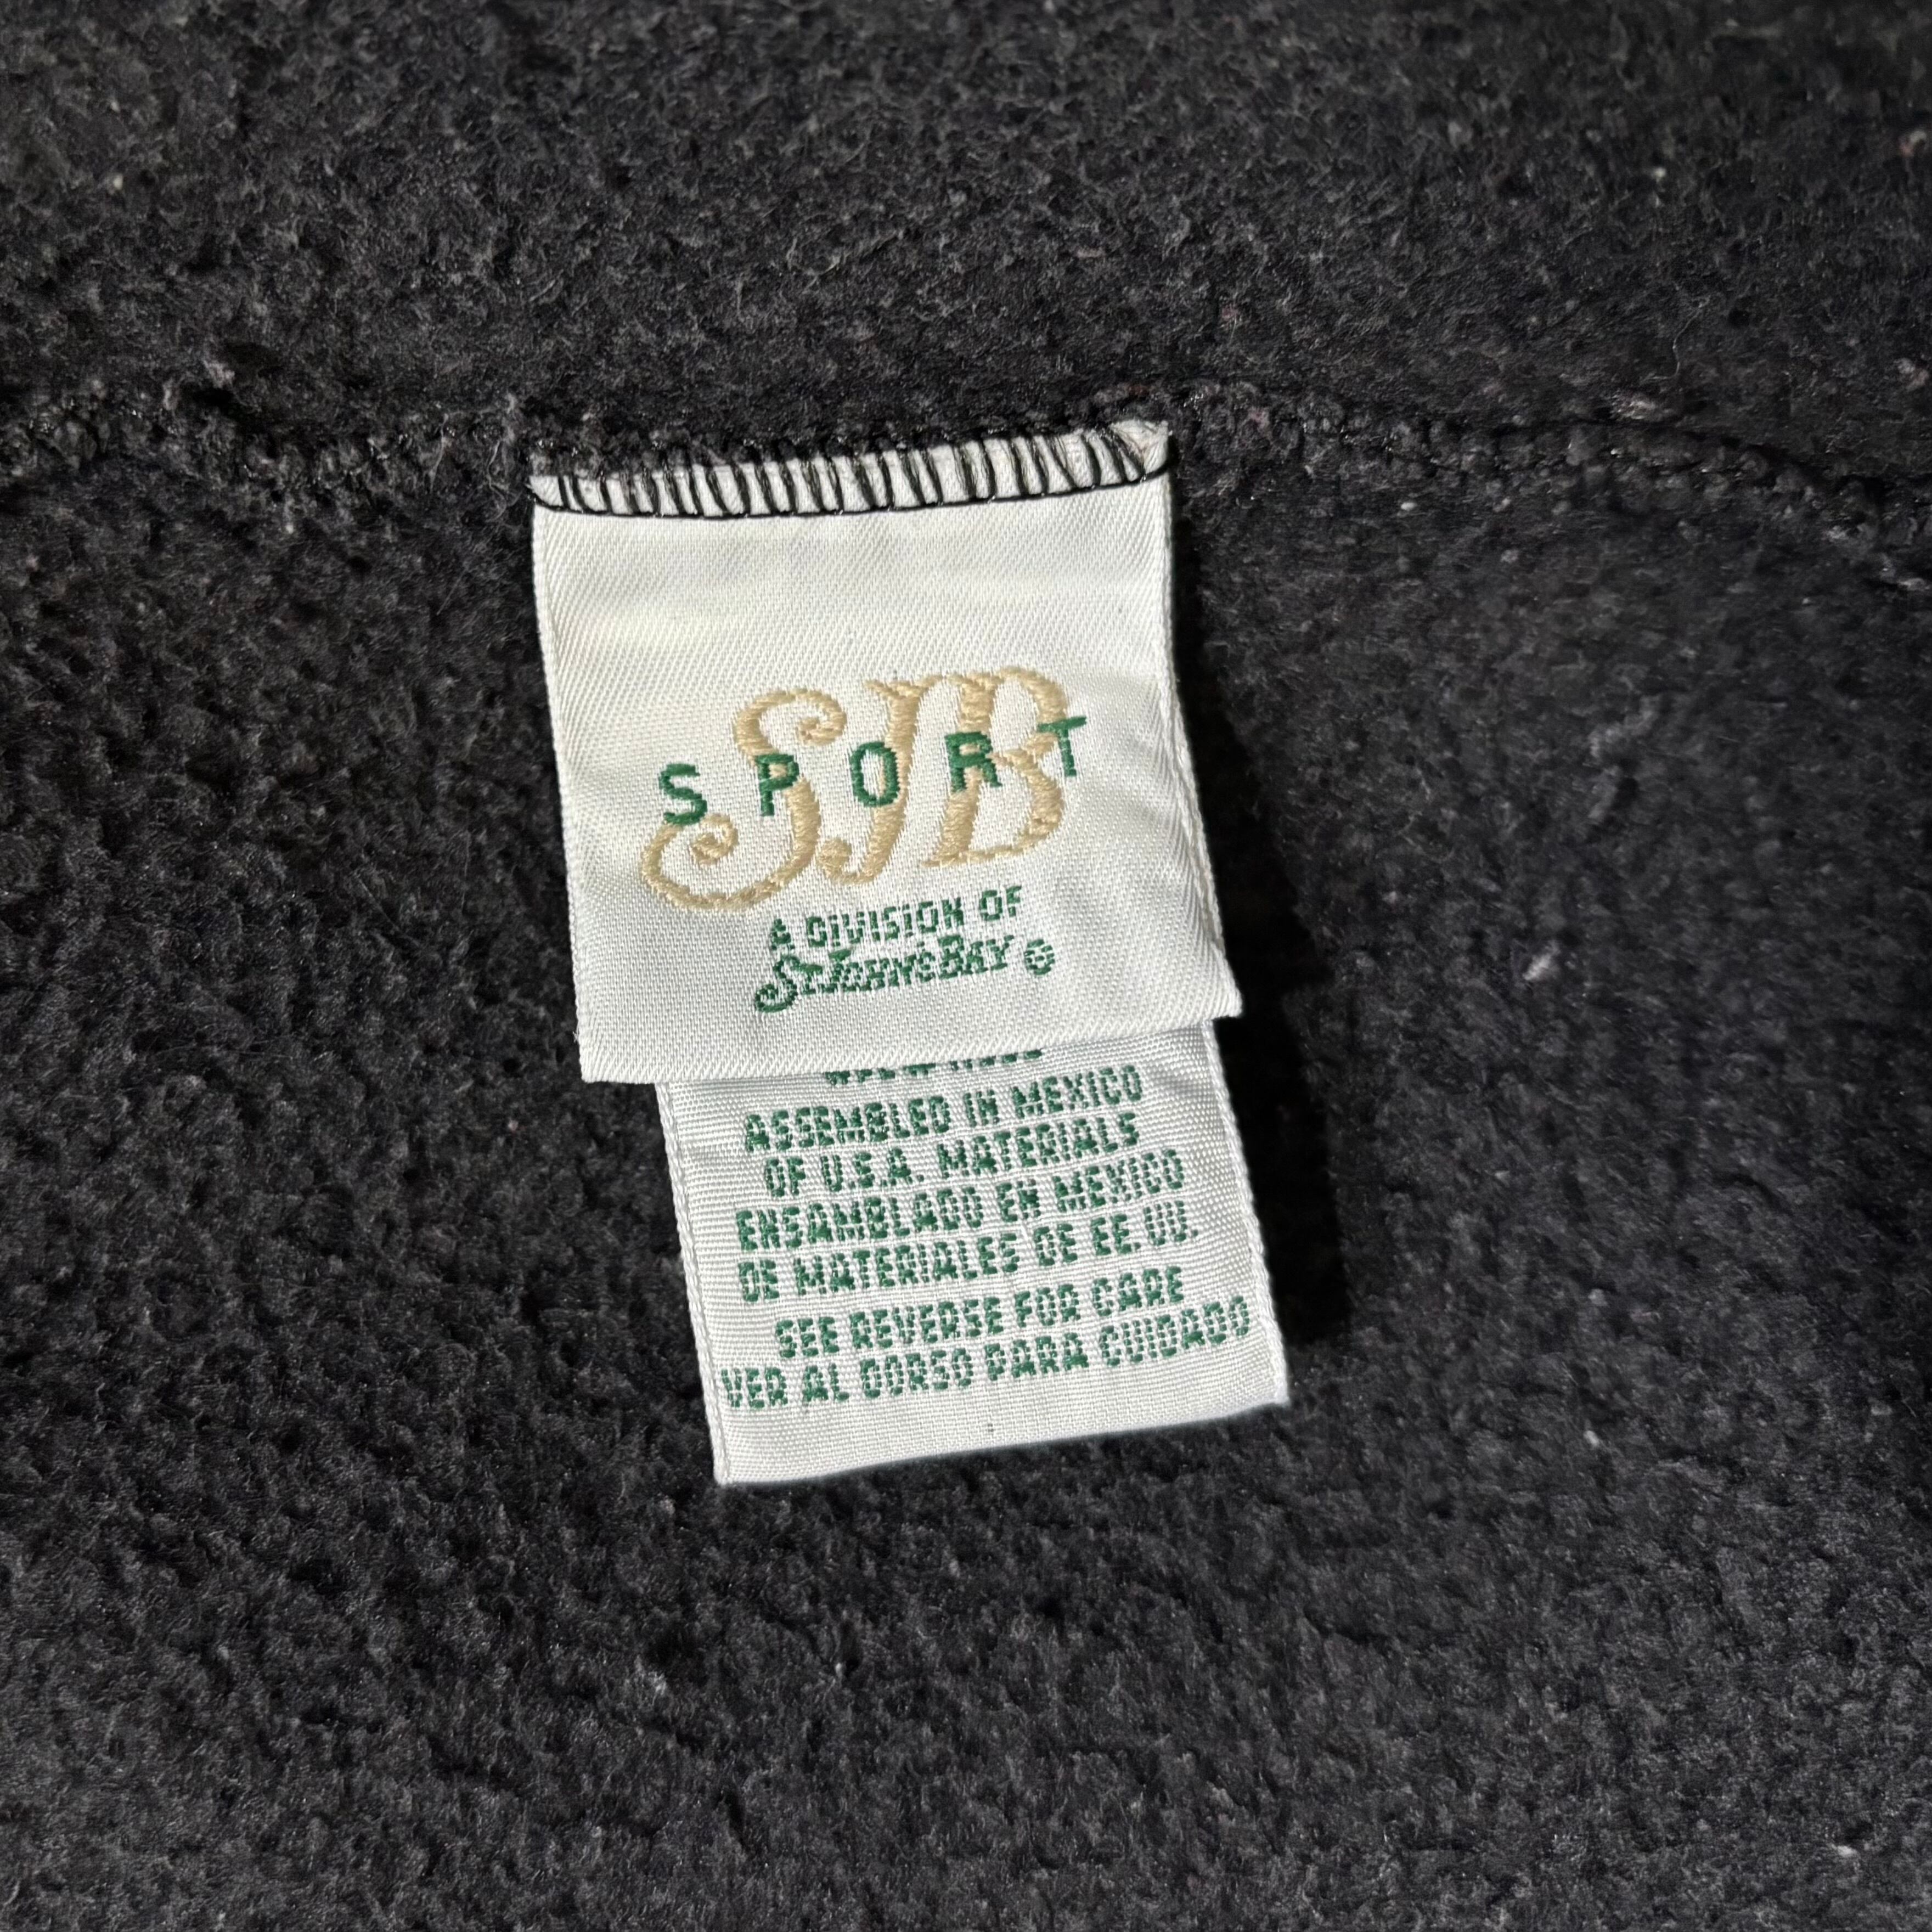 SJB
SPORT
A DIVISION OF
ST. JOHN'S BAY ®
ASSEMBLED IN MEXICO
OF U.S.A. MATERIALS
ENSAMBLADO EN MEXICO
DE MATERIALES DE EE.UU.
SEE REVERSE FOR CARE
VER AL DORSO PARA CUIDADO